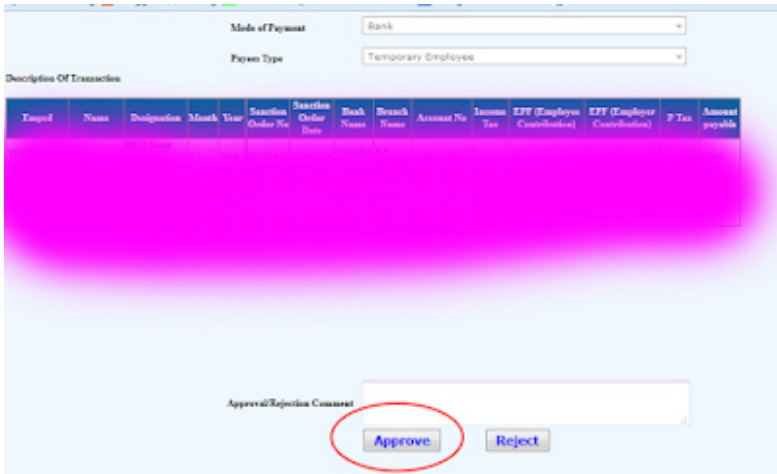 Mode of Payment Bank
Payees Type Temporary Employee
Description Of Transaction
Empcd Name Designation Month Year Sanction Order No Sanction Order Date Bank Name Branch Name Account No Income Tax EPF (Employee Contribution) EPF (Employer Contribution) P Tax Amount payable
Approval/Rejection Comment
Approve Reject